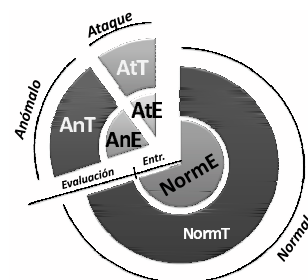 Ataque
AtT
Anómalo
AtE
AnT
AnE
Entr.
Evaluación
NormE
NormT
Normal